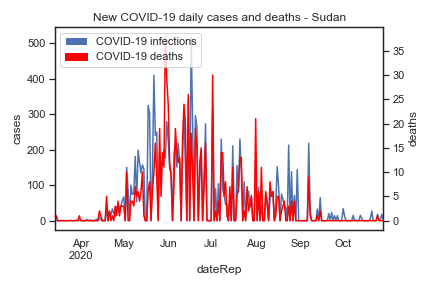 New COVID-19 daily cases and deaths - Sudan
COVID-19 infections
COVID-19 deaths
500
400
300
200
100
0
cases
35
30
25
20
15
10
5
0
deaths
Apr
2020
May
Jun
Jul
Aug
Sep
Oct
dateRep